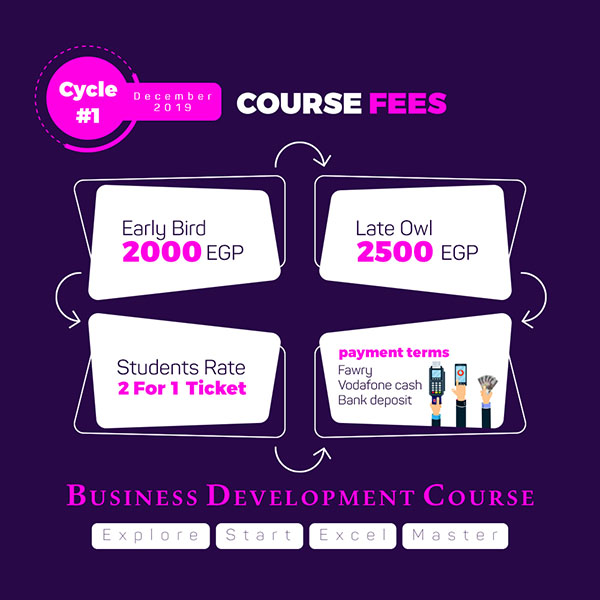 Cycle
#1
December
2019
COURSE FEES
Early Bird
2000 EGP
Late Owl
2500 EGP
Students Rate
2 For 1 Ticket
payment terms
Fawry
Vodafone cash
Bank deposit
BUSINESS DEVELOPMENT COURSE
Explore Start Excel Master